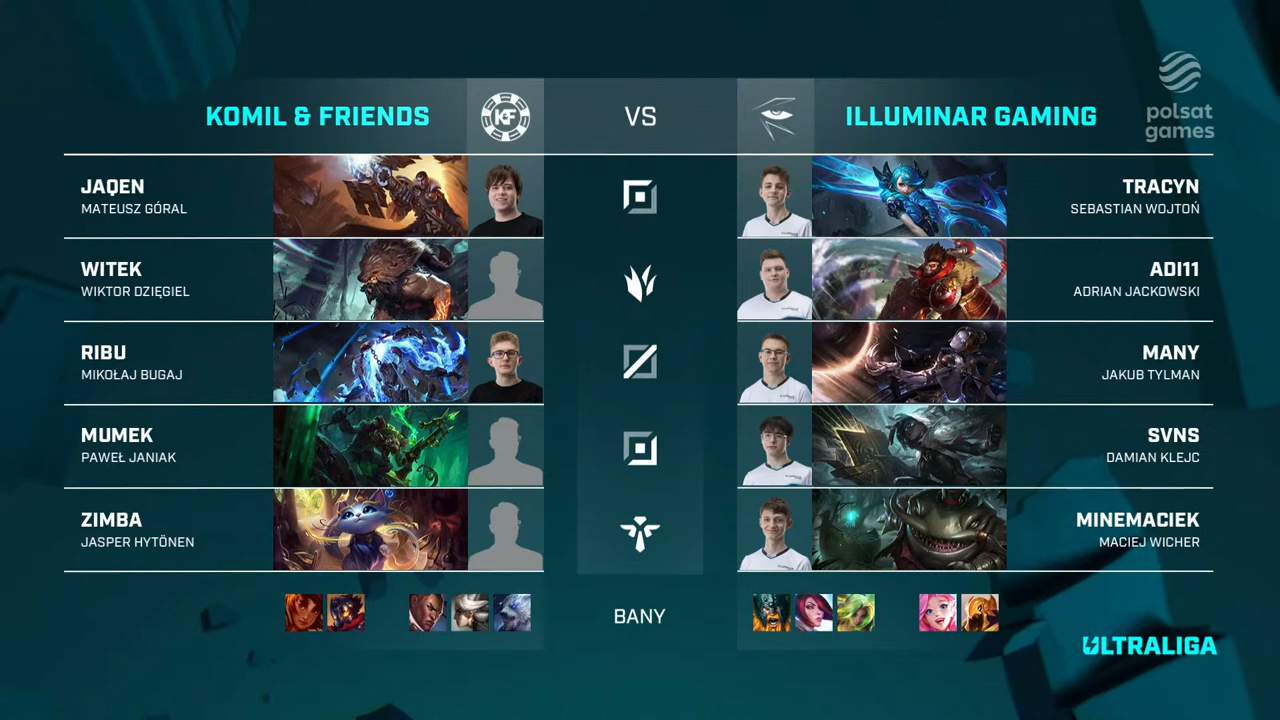 KOMIL & FRIENDS
KGF
VS
ILLUMINAR GAMING
polsat
games
JAQEN
MATEUSZ GÓRAL
TRACYN
SEBASTIAN WOJTOŃ
WITEK
WIKTOR DZIĘGIEL
ADI11
ADRIAN JACKOWSKI
RIBU
MIKOŁAJ BUGAJ
MANY
JAKUB TYLMAN
MUMEK
PAWEŁ JANIAK
SVNS
DAMIAN KLEJC
ZIMBA
JASPER HYTÖNEN
MINEMACIEK
MACIEJ WICHER
BANY
ULTRALIGA